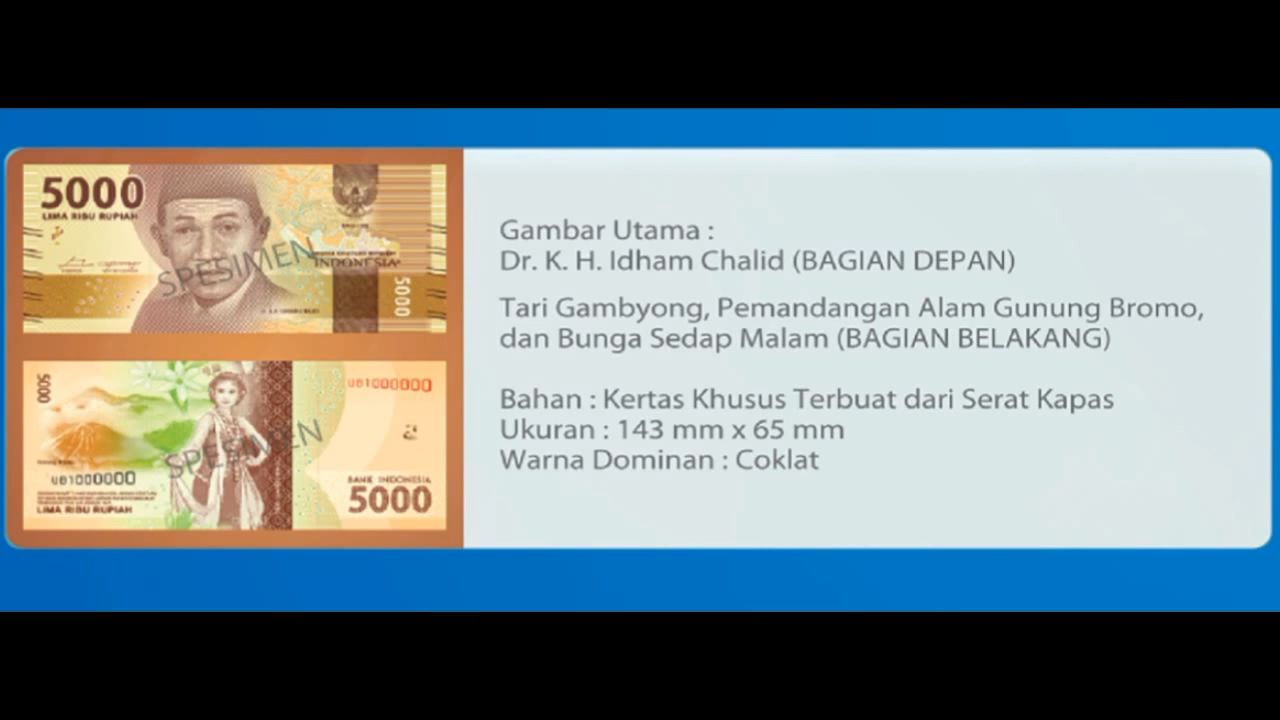 5000
LIMA RIBU RUPIAH
SPESIMEN
INDONESIA
5000
5000
UB1000000
SPESIMEN
UB1000000
BANK INDONESIA
5000
LIMA RIBU RUPIAH
Gambar Utama :
Dr. K. H. Idham Chalid (BAGIAN DEPAN)
Tari Gambyong, Pemandangan Alam Gunung Bromo,
dan Bunga Sedap Malam (BAGIAN BELAKANG)
Bahan : Kertas Khusus Terbuat dari Serat Kapas
Ukuran : 143 mm x 65 mm
Warna Dominan : Coklat